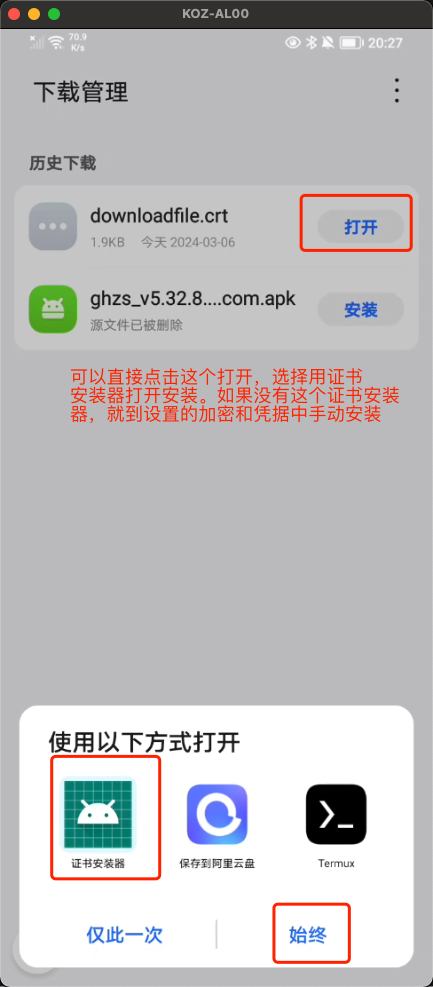 KOZ-AL00
70.9
K/s
20:27
下载管理
历史下载
downloadfile.crt
打开
1.9KB 今天 2024-03-06
ghzs_v5.32.8....com.apk
安装
源文件已被删除
可以直接点击这个打开，选择用证书
安装器打开安装。如果没有这个证书安装
器，就到设置的加密和凭据中手动安装
使用以下方式打开
证书安装器
保存到阿里云盘
Termux
仅此一次
始终